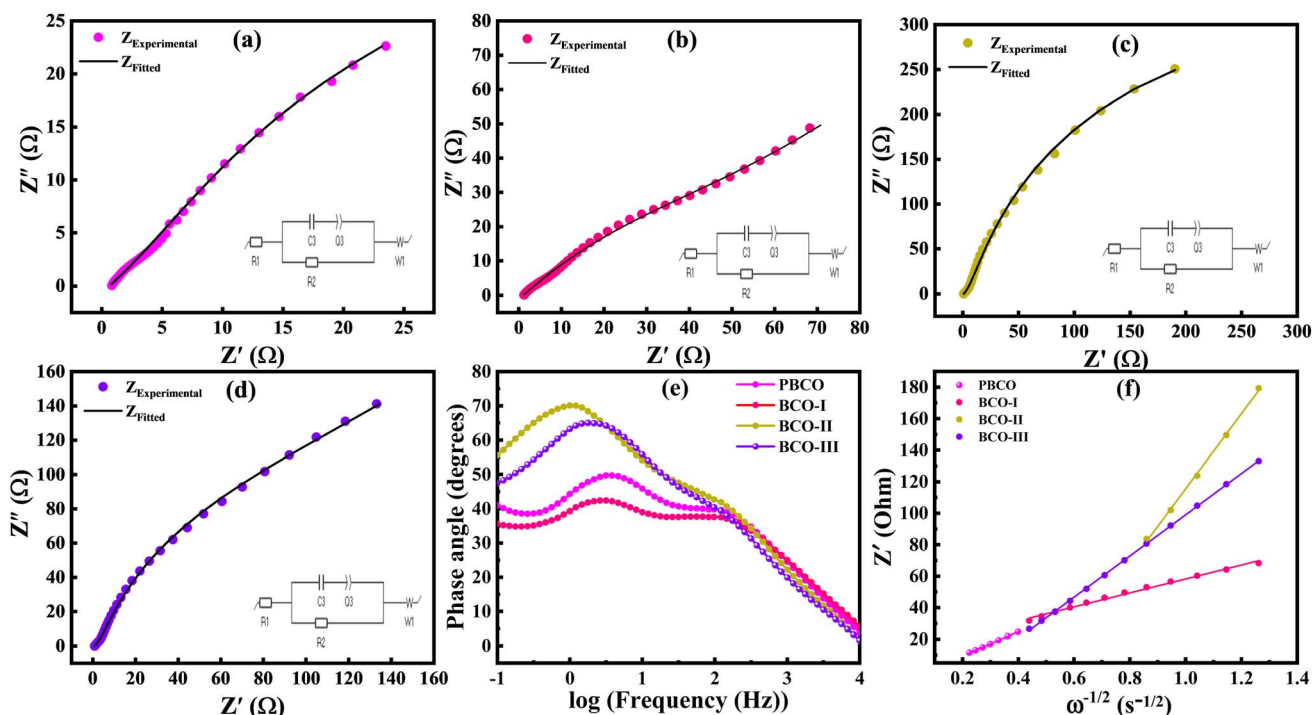 (a)
Z_Experimental
Z_Fitted
25
20
15
10
5
0
Z″ (Ω)
0 5 10 15 20 25
Z′ (Ω)
R1
C3
Q3
R2
W
W1
(b)
Z_Experimental
Z_Fitted
80
70
60
50
40
30
20
10
0
Z″ (Ω)
0 10 20 30 40 50 60 70 80
Z′ (Ω)
R1
C3
Q3
R2
W
W1
(c)
Z_Experimental
Z_Fitted
300
250
200
150
100
50
0
Z″ (Ω)
0 50 100 150 200 250 300
Z′ (Ω)
R1
C3
Q3
R2
W
W1
(d)
Z_Experimental
Z_Fitted
160
140
120
100
80
60
40
20
0
Z″ (Ω)
0 20 40 60 80 100 120 140 160
Z′ (Ω)
R1
C3
Q3
R2
W
W1
(e)
PBCO
BCO-I
BCO-II
BCO-III
90
80
70
60
50
40
30
20
10
0
Phase angle (degrees)
-1 0 1 2 3 4
log (Frequency (Hz))
(f)
PBCO
BCO-I
BCO-II
BCO-III
180
160
140
120
100
80
60
40
20
Z′ (Ohm)
0.2 0.4 0.6 0.8 1.0 1.2 1.4
ω⁻¹/² (s⁻¹/²)